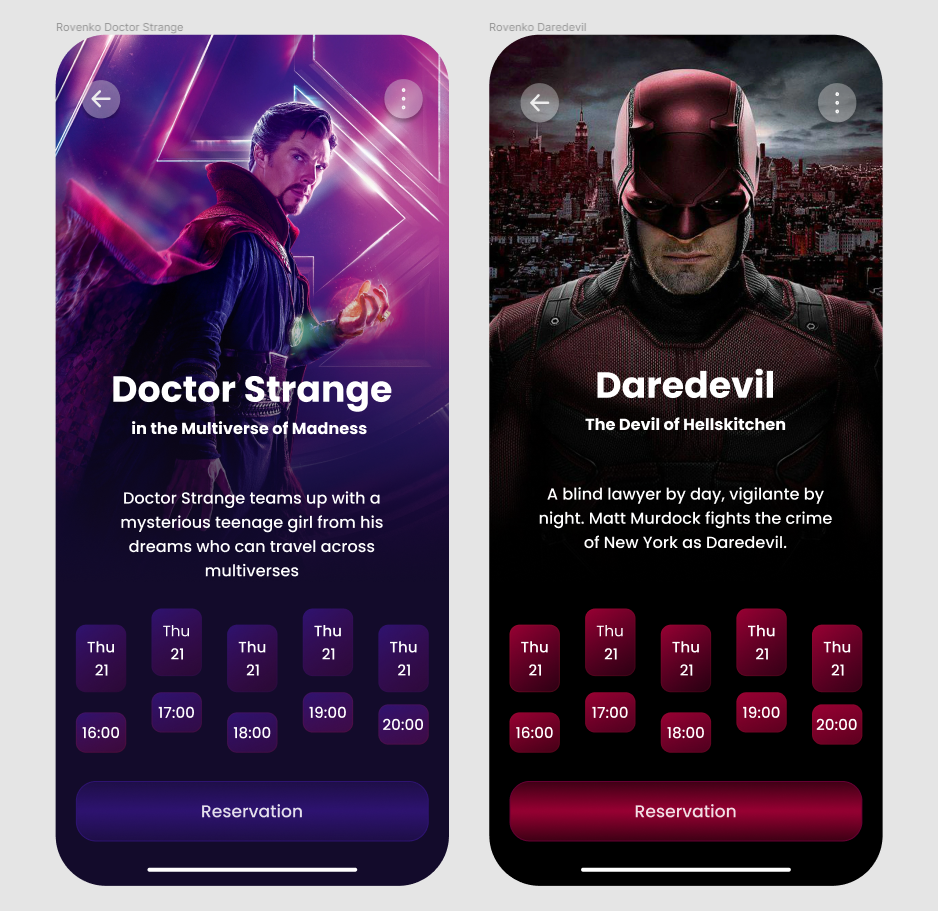 Rovenko Doctor Strange
Doctor Strange
in the Multiverse of Madness
Doctor Strange teams up with a
mysterious teenage girl from his
dreams who can travel across
multiverses
Thu
21
Thu
21
Thu
21
Thu
21
Thu
21
16:00
17:00
18:00
19:00
20:00
Reservation
Rovenko Daredevil
Daredevil
The Devil of Hellskitchen
A blind lawyer by day, vigilante by
night. Matt Murdock fights the crime
of New York as Daredevil.
Thu
21
Thu
21
Thu
21
Thu
21
Thu
21
16:00
17:00
18:00
19:00
20:00
Reservation